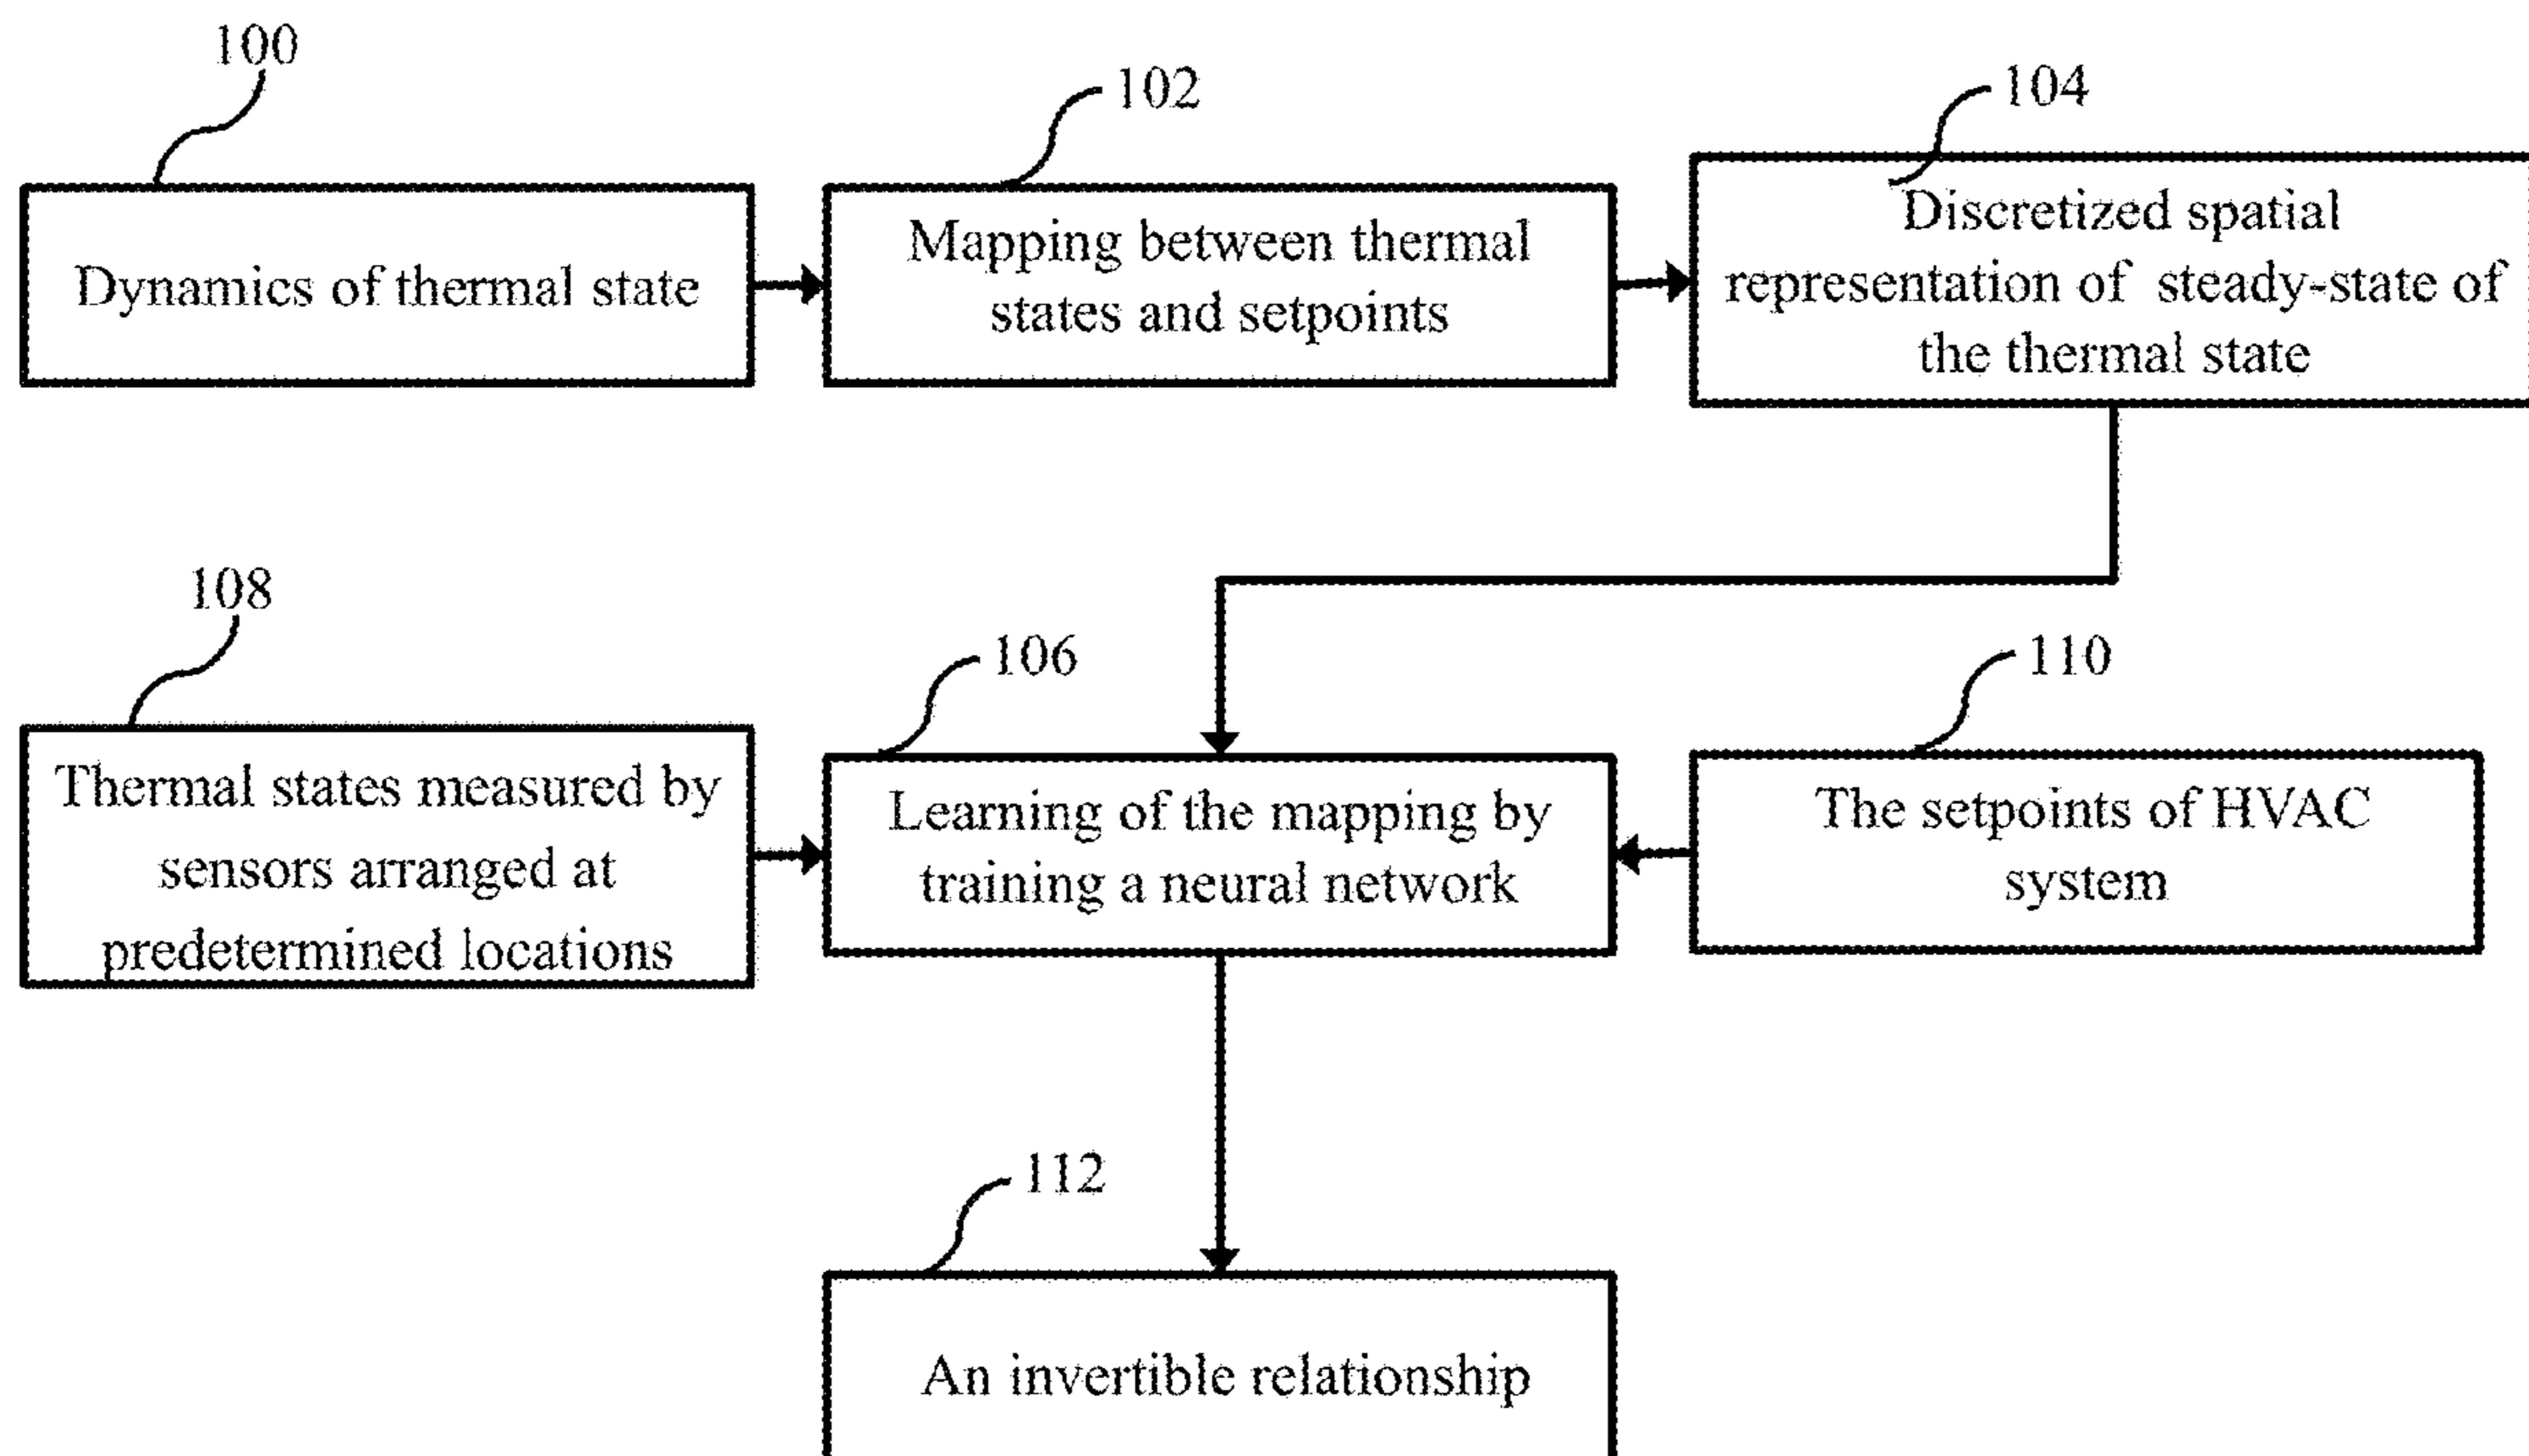 100
102
104
Dynamics of thermal state
Mapping between thermal
states and setpoints
Discretized spatial
representation of steady-state of
the thermal state
108
106
110
Thermal states measured by
sensors arranged at
predetermined locations
Learning of the mapping by
training a neural network
The setpoints of HVAC
system
112
An invertible relationship